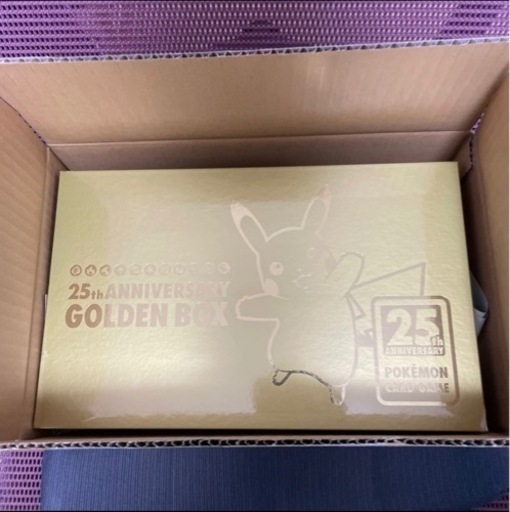 25th ANNIVERSARY
GOLDEN BOX
25th
ANNIVERSARY
POKÉMON
CARD GAME